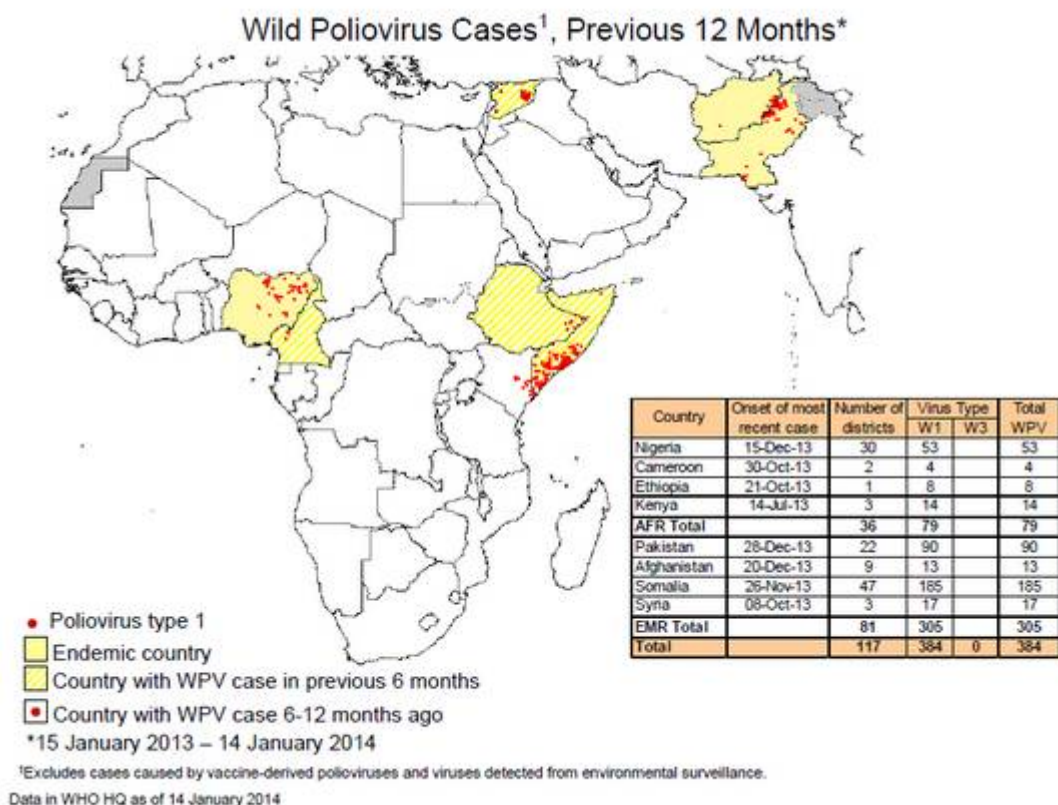 Wild Poliovirus Cases¹, Previous 12 Months*
Country Onset of most recent case Number of districts Virus Type W1 W3 Total WPV
Nigeria 15-Dec-13 30 53 53
Cameroon 30-Oct-13 2 4 4
Ethiopia 21-Oct-13 1 8 8
Kenya 14-Jul-13 3 14 14
AFR Total 36 79 79
Pakistan 28-Dec-13 22 90 90
Afghanistan 20-Dec-13 9 13 13
Somalia 26-Nov-13 47 185 185
Syria 08-Oct-13 3 17 17
EMR Total 81 305 305
Total 117 384 0 384
Poliovirus type 1
Endemic country
Country with WPV case in previous 6 months
Country with WPV case 6-12 months ago
*15 January 2013 – 14 January 2014
¹Excludes cases caused by vaccine-derived polioviruses and viruses detected from environmental surveillance.
Data in WHO HQ as of 14 January 2014